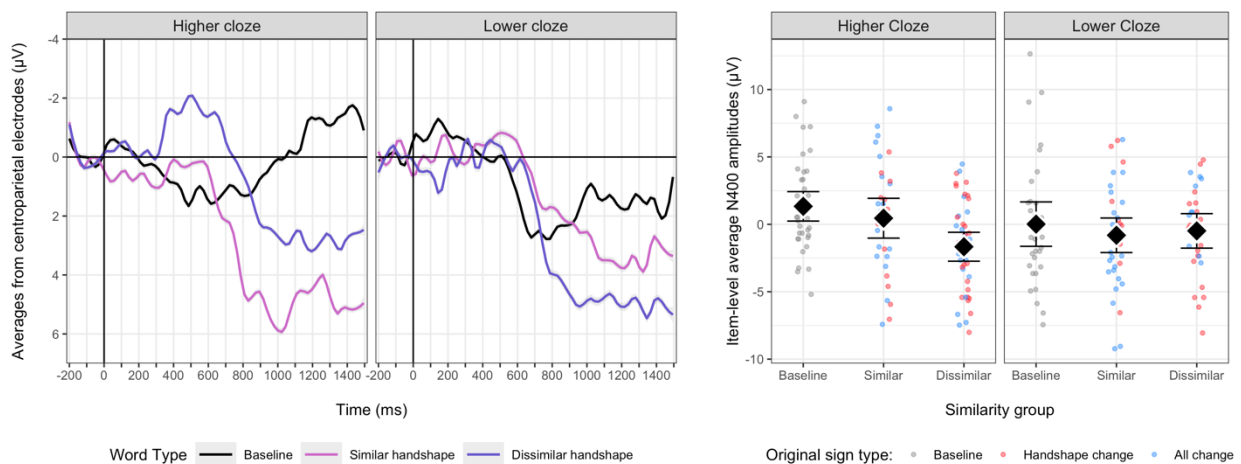 Higher cloze
Lower cloze
Averages from centroparietal electrodes (µV)
-4
-2
0
2
4
6
-200 0 200 400 600 800 1000 1200 1400
-200 0 200 400 600 800 1000 1200 1400
Time (ms)
Word Type Baseline Similar handshape Dissimilar handshape
Higher Cloze
Lower Cloze
Item-level average N400 amplitudes (µV)
10
5
0
-5
-10
Baseline Similar Dissimilar
Baseline Similar Dissimilar
Similarity group
Original sign type: Baseline Handshape change All change